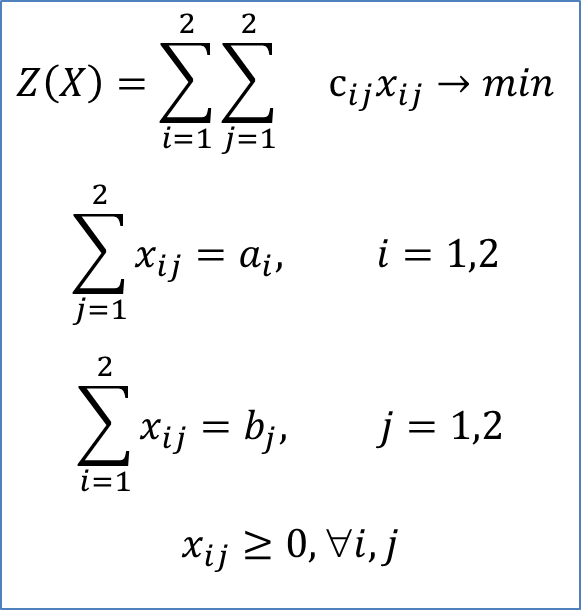 Z(X) = ∑_{i=1}^{2} ∑_{j=1}^{2} c_{ij}x_{ij} → min
∑_{j=1}^{2} x_{ij} = a_i, i = 1,2
∑_{i=1}^{2} x_{ij} = b_j, j = 1,2
x_{ij} ≥ 0, ∀i, j